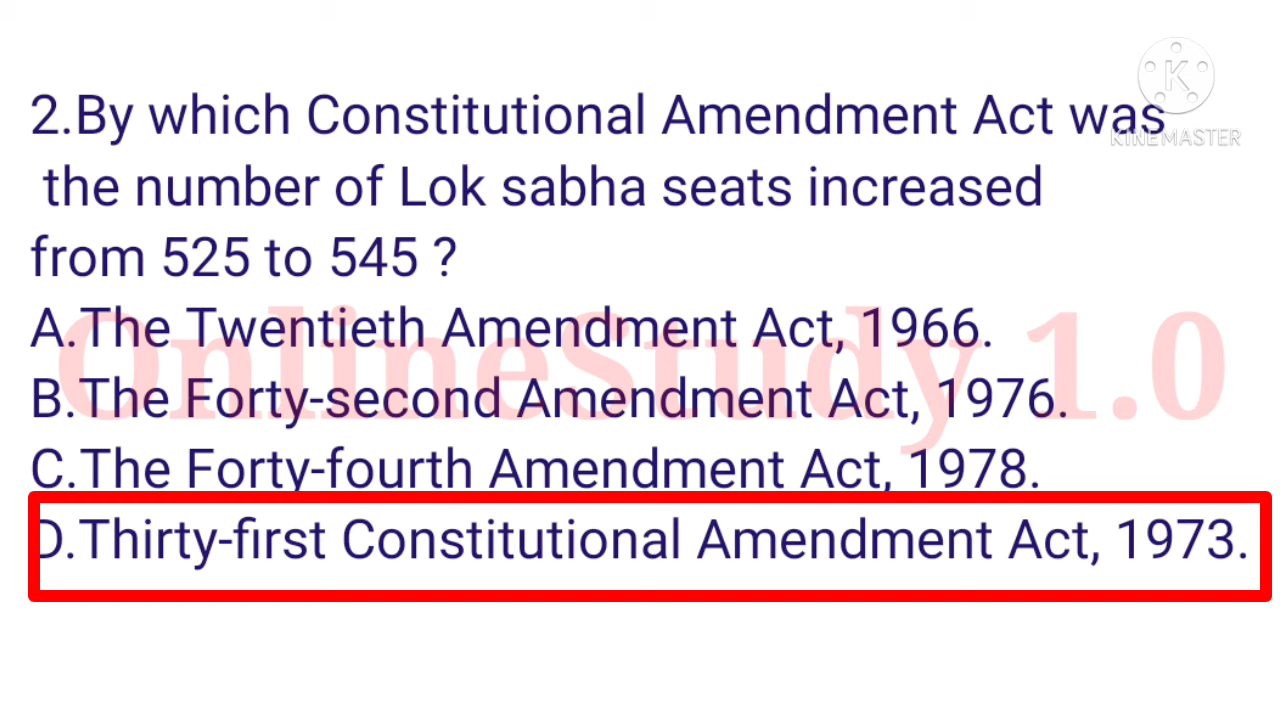 2.By which Constitutional Amendment Act was
the number of Lok sabha seats increased
from 525 to 545 ?
A.The Twentieth Amendment Act, 1966.
B.The Forty-second Amendment Act, 1976.
C.The Forty-fourth Amendment Act, 1978.
D.Thirty-first Constitutional Amendment Act, 1973.
OnlineStudy 1.0
K
KINEMASTER